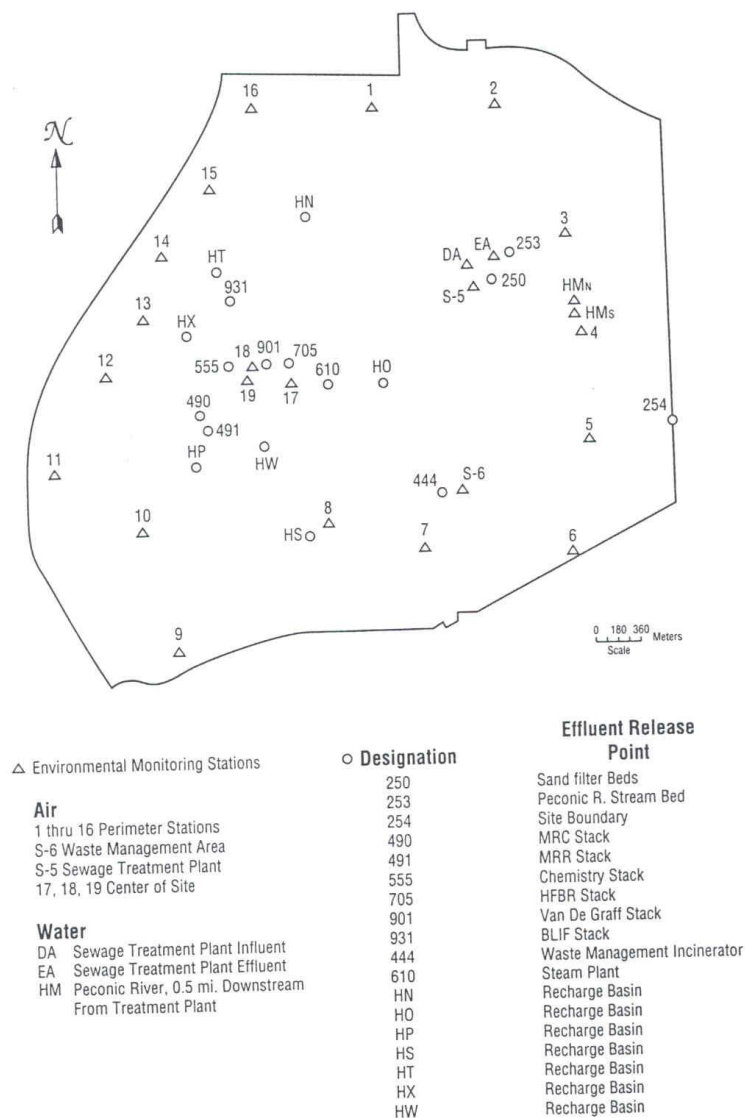 N
16
1
2
15
HN
3
14
HT
DA
EA
253
S-5
250
HMN
HMS
4
13
931
HX
12
555
18
901
705
610
HO
19
17
490
491
HP
HW
254
5
11
444
S-6
10
8
HS
7
6
9
0 180 360 Meters
Scale
△ Environmental Monitoring Stations
Air
1 thru 16 Perimeter Stations
S-6 Waste Management Area
S-5 Sewage Treatment Plant
17, 18, 19 Center of Site
Water
DA Sewage Treatment Plant Influent
EA Sewage Treatment Plant Effluent
HM Peconic River, 0.5 mi. Downstream
From Treatment Plant
Effluent Release
○ Designation Point
250 Sand filter Beds
253 Peconic R. Stream Bed
254 Site Boundary
490 MRC Stack
491 MRR Stack
555 Chemistry Stack
705 HFBR Stack
901 Van De Graff Stack
931 BLIF Stack
444 Waste Management Incinerator
610 Steam Plant
HN Recharge Basin
HO Recharge Basin
HP Recharge Basin
HS Recharge Basin
HT Recharge Basin
HX Recharge Basin
HW Recharge Basin